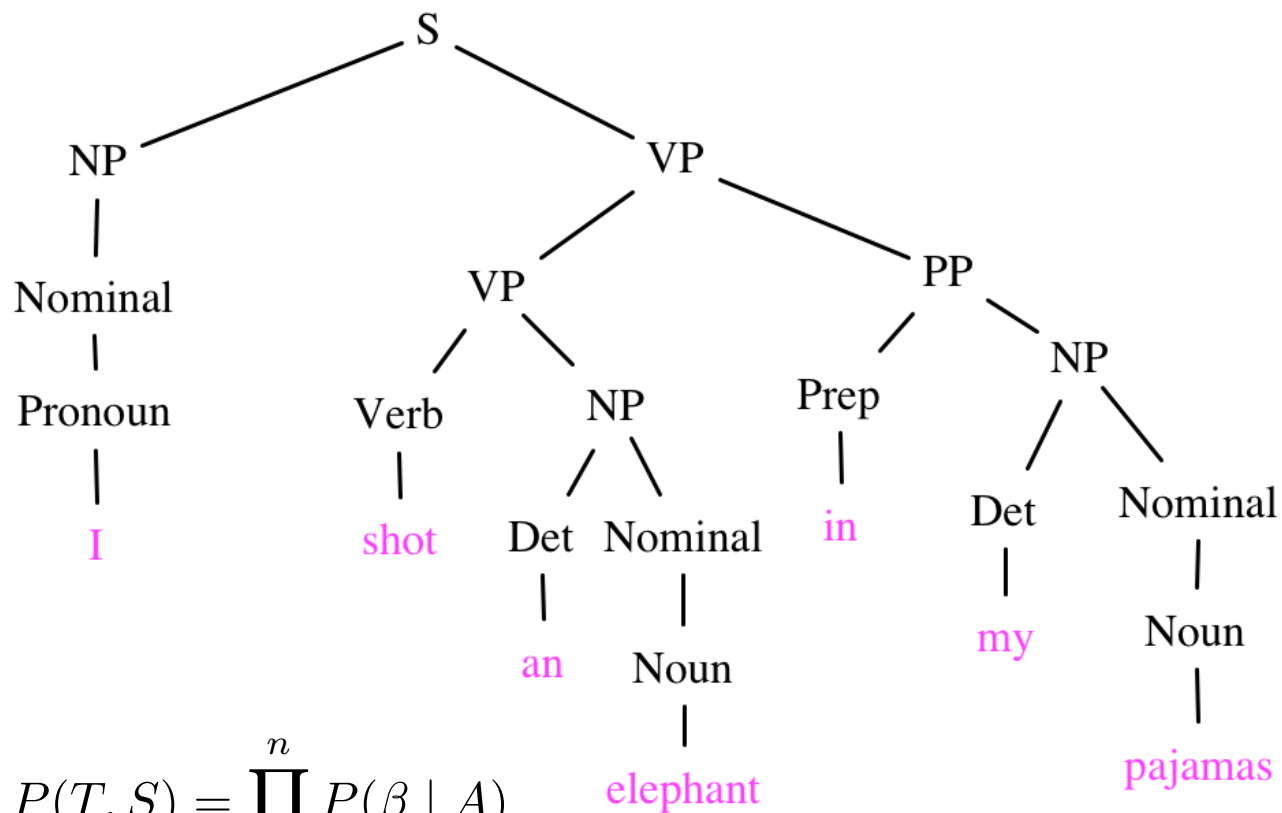 S
NP VP
VP PP
Nominal NP
Pronoun Verb NP Prep
I shot Det Nominal in Det Nominal
an Noun my Noun
elephant pajamas
n
P(T, S) = ∏ P(β | A)